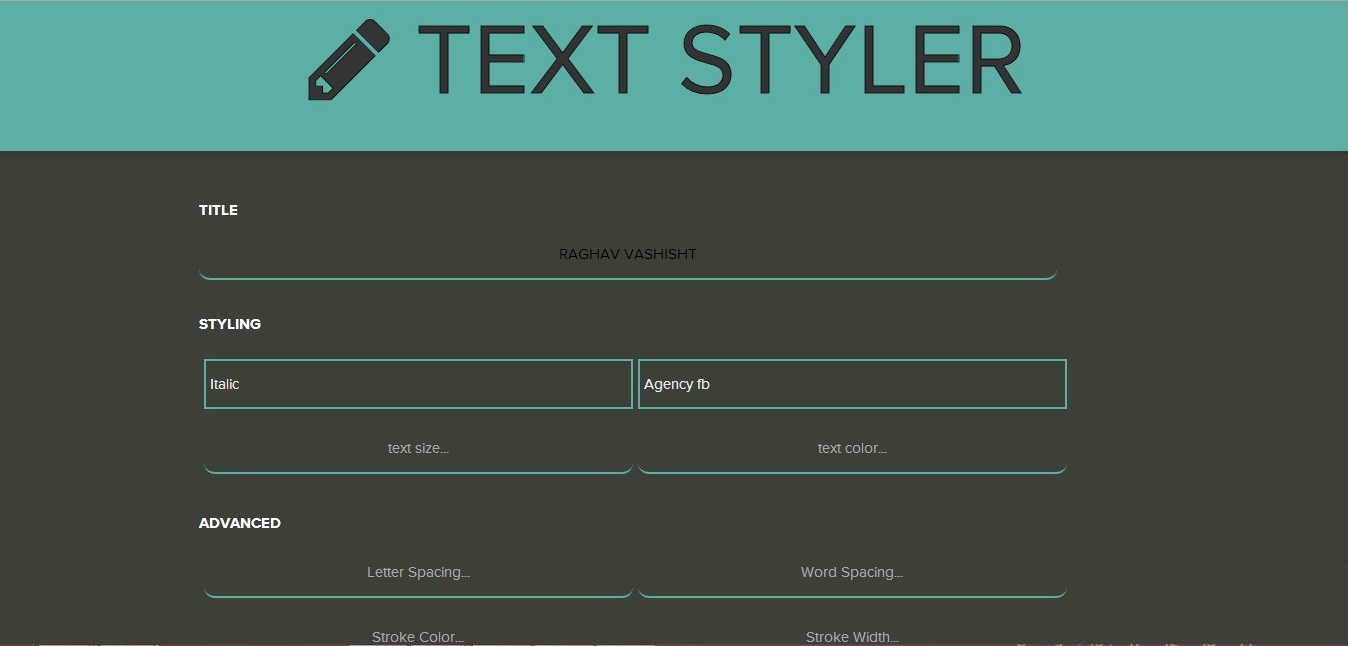 TEXT STYLER
TITLE
RAGHAV VASHISHT
STYLING
Italic
Agency fb
text size...
text color...
ADVANCED
Letter Spacing...
Word Spacing...
Stroke Color...
Stroke Width...